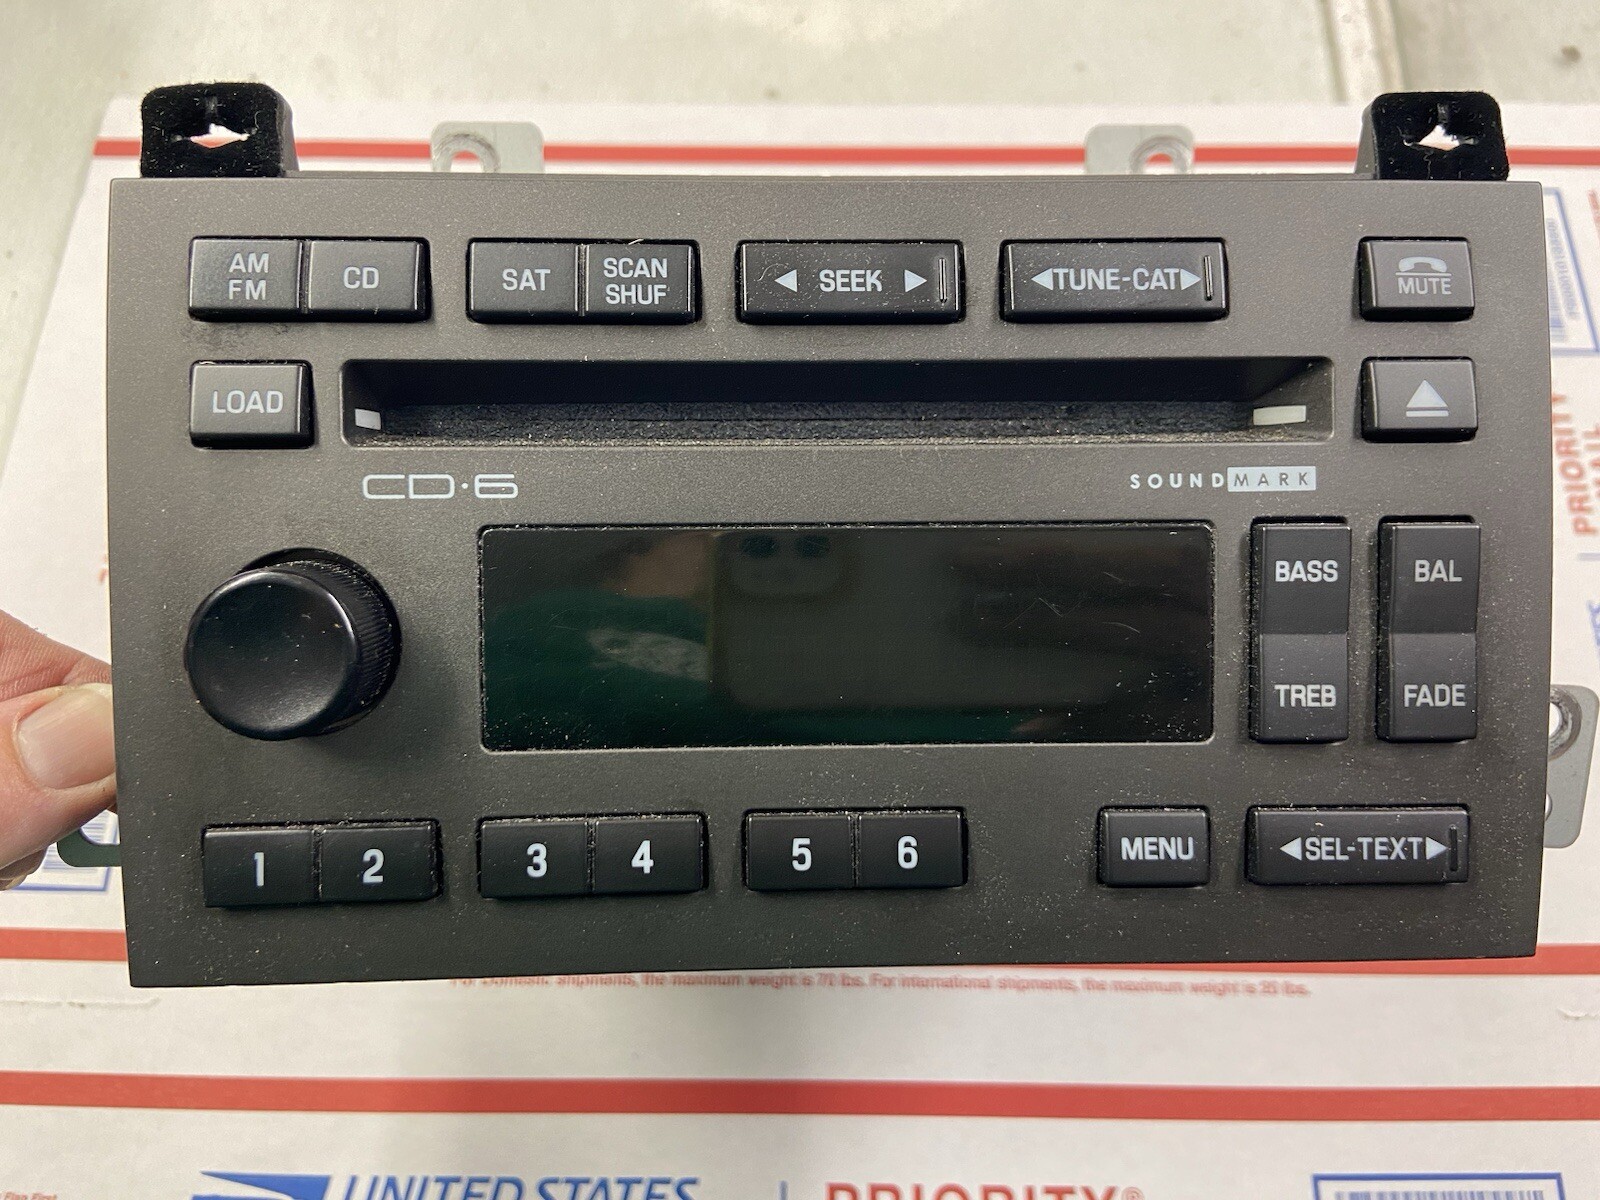 AM
FM
CD
SAT
SCAN
SHUF
◀ SEEK ▶
◀TUNE-CAT▶
MUTE
LOAD
CD·6
SOUNDMARK
BASS
BAL
TREB
FADE
1
2
3
4
5
6
MENU
◀SEL-TEXT▶
PRIORITY
MAIL
For Domestic shipments, the maximum weight is 70 lbs. For international shipments, the maximum weight is 20 lbs.
UNITED STATES
PRIORITY®